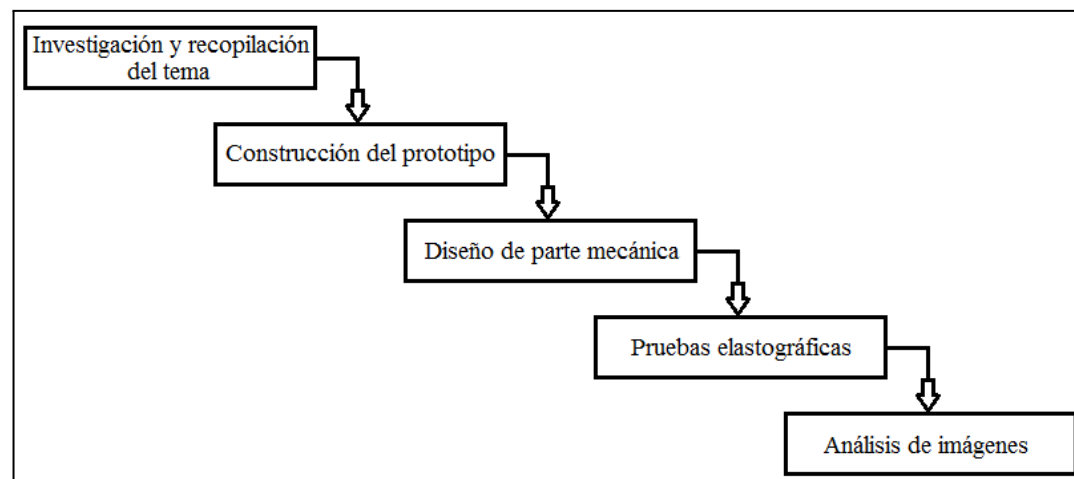 Investigación y recopilación
del tema
Construcción del prototipo
Diseño de parte mecánica
Pruebas elastográficas
Análisis de imágenes